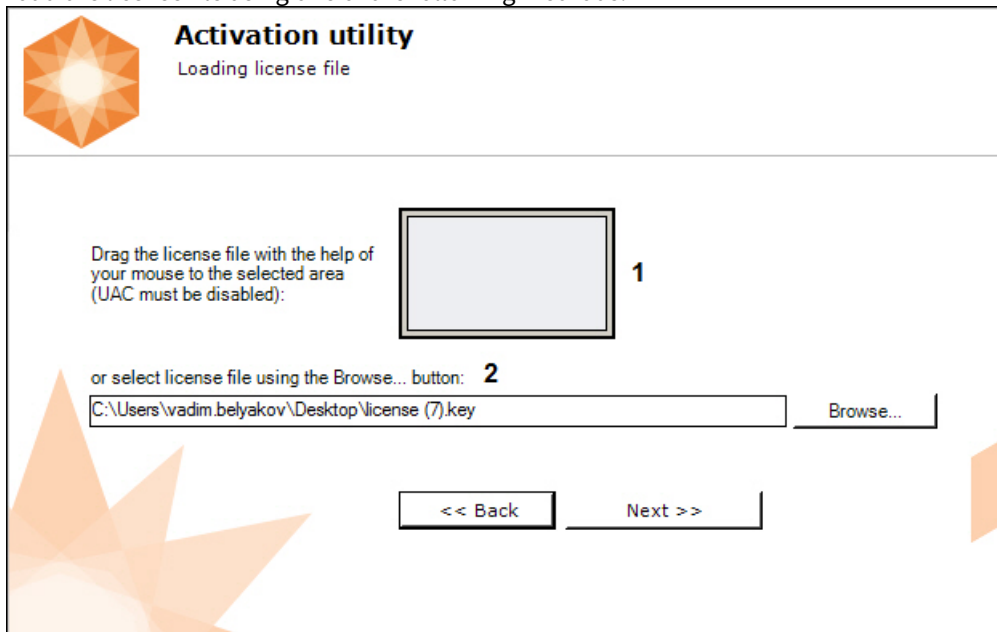 Activation utility
Loading license file
Drag the license file with the help of
your mouse to the selected area
(UAC must be disabled):
1
or select license file using the Browse... button: 2
C:\Users\vadim.belyakov\Desktop\license (7).key
Browse...
<< Back
Next >>